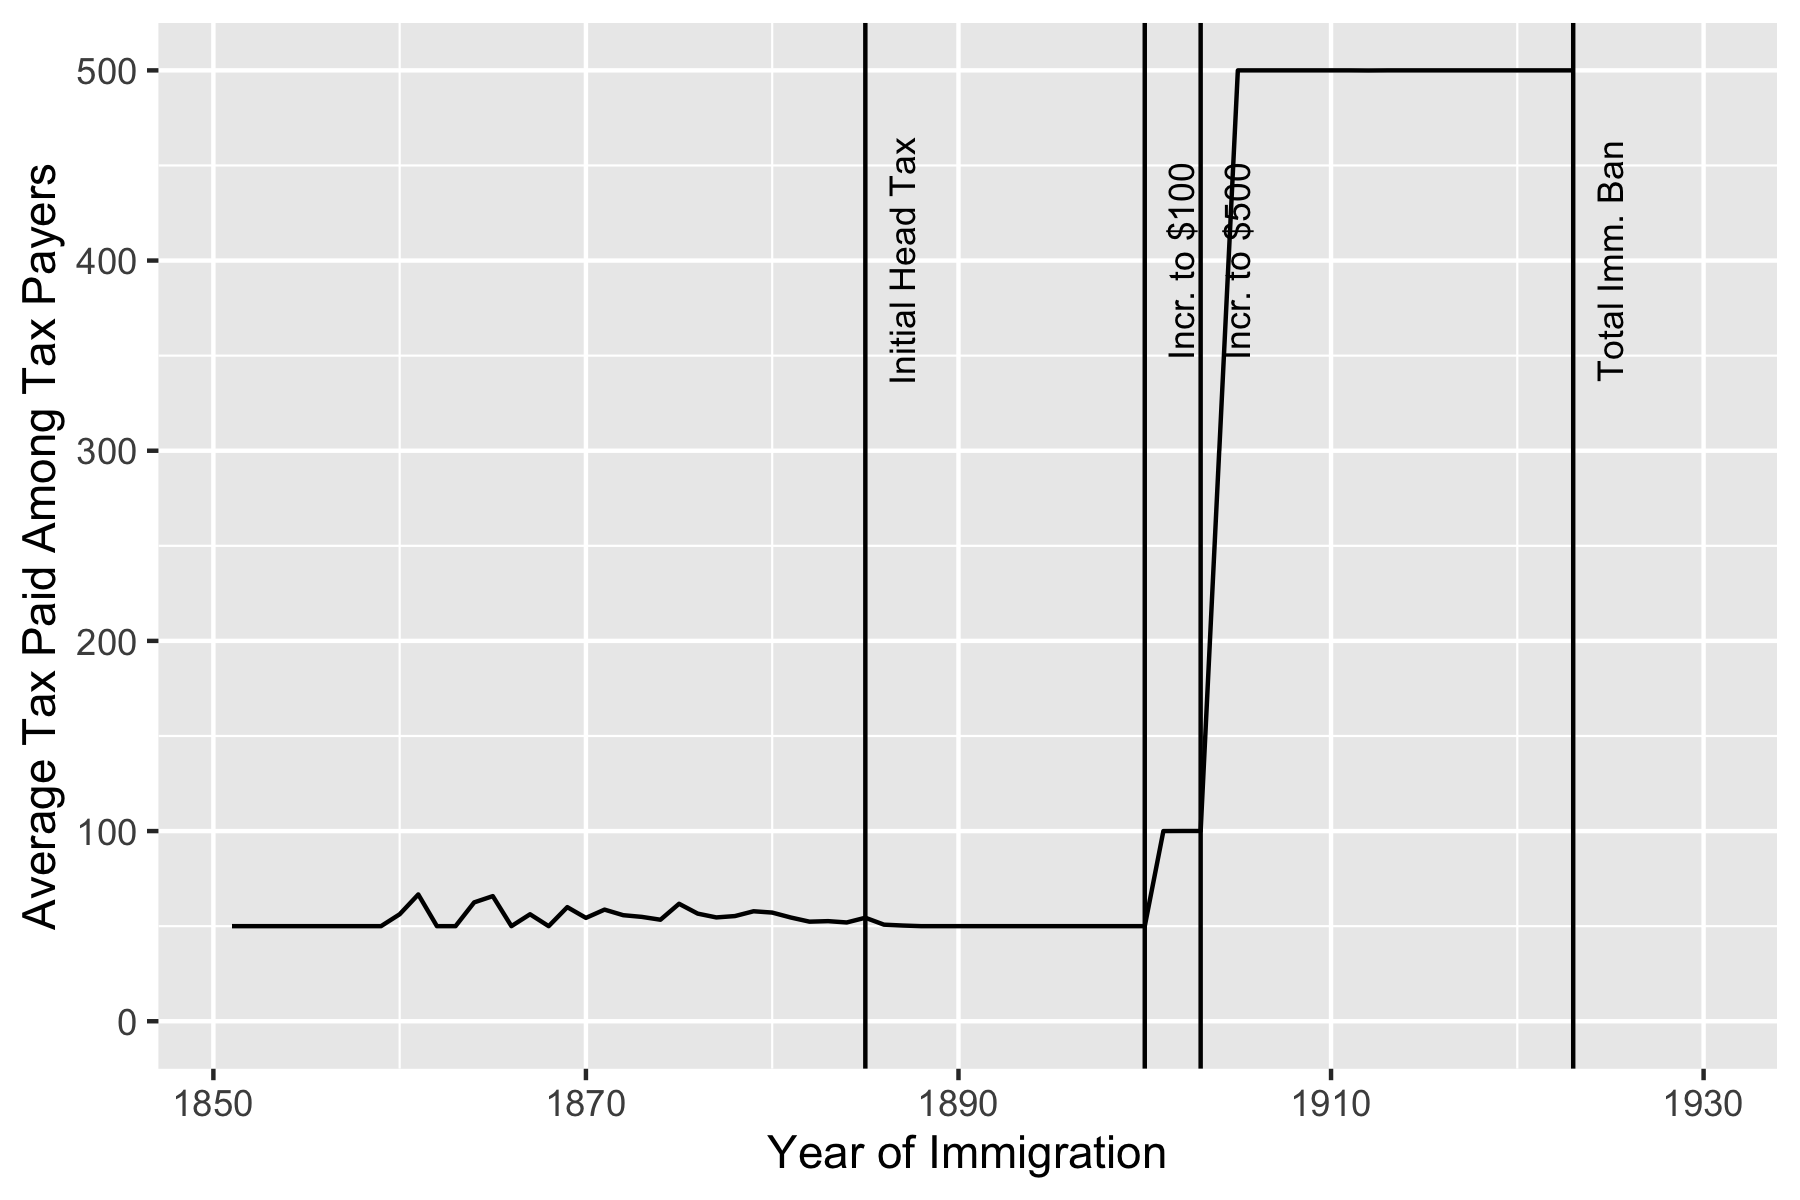 Average Tax Paid Among Tax Payers
500
400
300
200
100
0
Initial Head Tax
Incr. to $100
Incr. to $500
Total Imm. Ban
1850
1870
1890
1910
1930
Year of Immigration